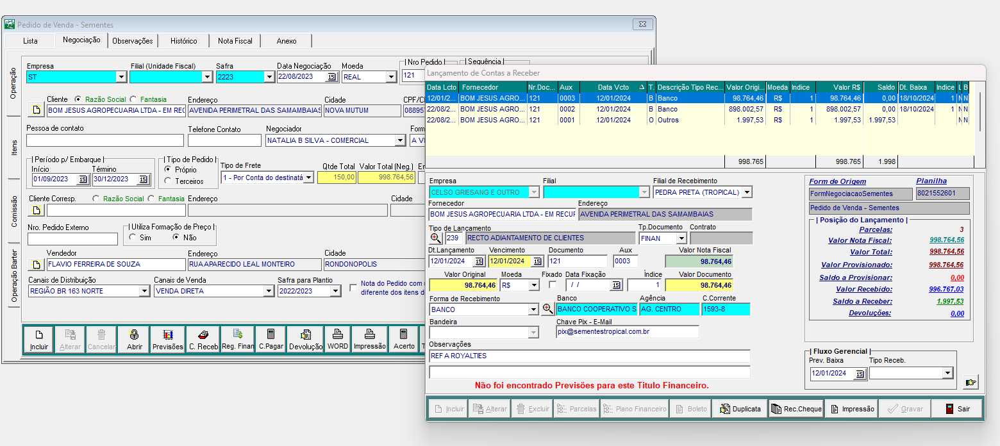 Pedido de Venda - Sementes
Lista Negociação Observações Histórico Nota Fiscal Anexo
Operação
Itens
Comissão
Operação Barter
Empresa Filial (Unidade Fiscal) Safra Data Negociação Moeda Nro Pedido Sequência
ST 2223 22/08/2023 15 REAL 121
Cliente Razão Social Fantasia Endereço Cidade
BOM JESUS AGROPECUARIA LTDA - EM REC AVENIDA PERIMETRAL DAS SAMAMBAIAS NOVA MUTUM 08895
Pessoa de contato Telefone Contato Negociador Form
NATALIA B SILVA - COMERCIAL A VI
Período p/ Embarque Tipo de Pedido Tipo de Frete Qtde Total Valor Total (Neg.)
Início Término Próprio
01/09/2023 15 30/12/2023 15 Terceiros 1 - Por Conta do destinatá 150,00 998.764,56
Cliente Corresp. Razão Social Fantasia Endereço Cidade
Nro. Pedido Externo Utiliza Formação de Preço
Sim Não
Vendedor Endereço Cidade
FLAVIO FERREIRA DE SOUZA RUA APARECIDO LEAL MONTEIRO RONDONOPOLIS
Canais de Distribuição Canais de Venda Safra para Plantio Nota do Pedido com
REGIÃO BR 163 NORTE VENDA DIRETA 2022/2023 diferente dos itens d
Incluir Alterar Cancelar Abrir Previsões C. Receb Reg. Finan C.Pagar Devolução WORD Impressão Acerto
Lançamento de Contas a Receber
Data Lcto Fornecedor Nr.Doc... Aux Data Vcto T. Descrição Tipo Rec... Valor Origi... Moeda Indice Valor R$ Saldo Dt. Baixa Indice L B
12/01/2... BOM JESUS AGRO... 121 0003 12/01/2024 B Banco 98.764,46 R$ 1 98.764,46 0,00 18/10/2024 1 N N
22/08/2... BOM JESUS AGRO... 121 0002 12/01/2024 B Banco 898.002,57 R$ 1 898.002,57 0,00 18/10/2024 1 N N
22/08/2... BOM JESUS AGRO... 121 0001 12/01/2024 O Outros 1.997,53 R$ 1 1.997,53 1.997,53 N N
998.765 998.765 1.998
Empresa Filial Filial de Recebimento
CELSO GRIESANG E OUTRO PEDRA PRETA (TROPICAL)
Fornecedor Endereço
BOM JESUS AGROPECUARIA LTDA - EM RECUF AVENIDA PERIMETRAL DAS SAMAMBAIAS
Tipo de Lançamento Tp.Documento Contrato
239 RECTO ADIANTAMENTO DE CLIENTES FINAN
Dt.Lançamento Vencimento Documento Aux Valor Nota Fiscal
12/01/2024 15 12/01/2024 15 121 0003 98.764,46
Valor Original Moeda Fixado Data Fixação Índice Valor Documento
98.764,46 R$ / / 15 1 98.764,46
Forma de Recebimento Banco Agência C.Corrente
BANCO BANCO COOPERATIVO S AG. CENTRO 1593-8
Bandeira Chave Pix - E-Mail
pix@sementestropical.com.br
Observações
REF A ROYALTIES
Não foi encontrado Previsões para este Titulo Financeiro.
Form de Origem Planilha
FormNegociacaoSementes 8021552601
Pedido de Venda - Sementes
Posição do Lançamento
Parcelas: 3
Valor Nota Fiscal: 998.764,56
Valor Total: 998.764,56
Valor Provisionado: 998.764,56
Saldo a Provisionar: 0,00
Valor Recebido: 996.767,03
Saldo a Receber: 1.997,53
Devoluções: 0,00
Fluxo Gerencial
Prev. Baixa Tipo Receb.
12/01/2024 15
Incluir Alterar Excluir Parcelas Plano Financeiro Boleto Duplicata Rec.Cheque Impressão Gravar Sair